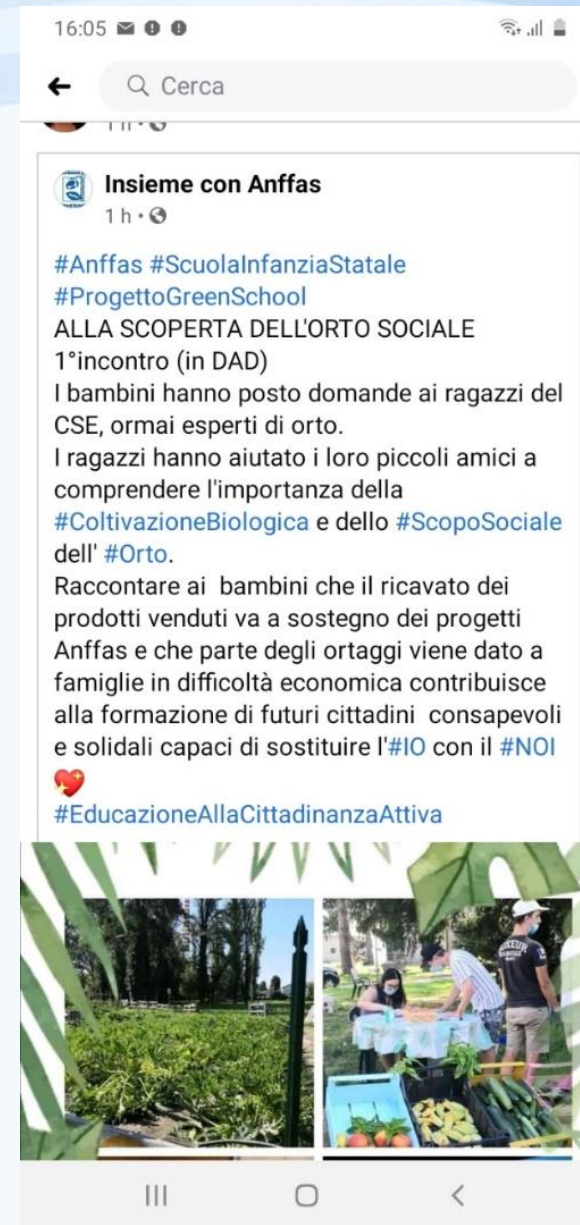 16:05
Cerca
1 h
Insieme con Anffas
1 h
#Anffas #ScuolaInfanziaStatale
#ProgettoGreenSchool
ALLA SCOPERTA DELL'ORTO SOCIALE
1°incontro (in DAD)
I bambini hanno posto domande ai ragazzi del
CSE, ormai esperti di orto.
I ragazzi hanno aiutato i loro piccoli amici a
comprendere l'importanza della
#ColtivazioneBiologica e dello #ScopoSociale
dell' #Orto.
Raccontare ai bambini che il ricavato dei
prodotti venduti va a sostegno dei progetti
Anffas e che parte degli ortaggi viene dato a
famiglie in difficoltà economica contribuisce
alla formazione di futuri cittadini consapevoli
e solidali capaci di sostituire l'#IO con il #NOI
#EducazioneAllaCittadinanzaAttiva